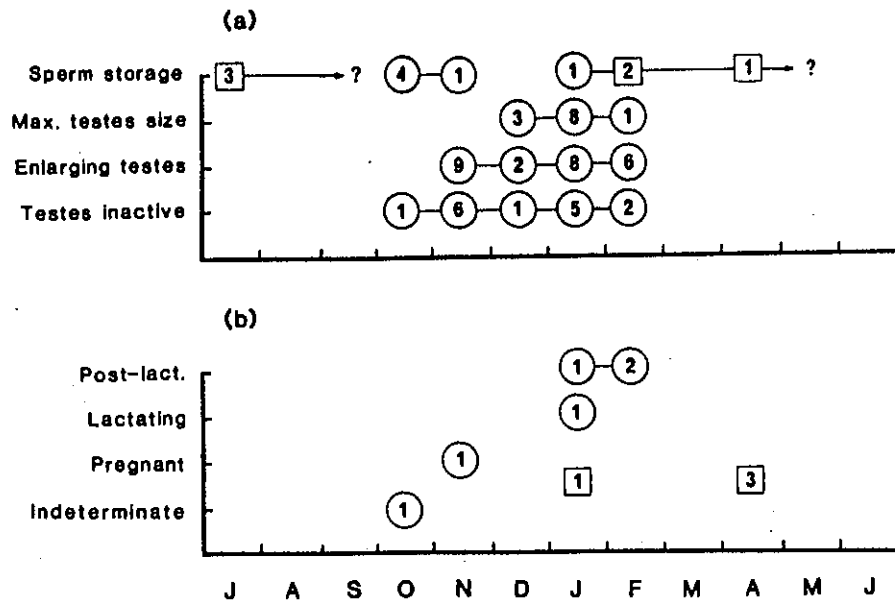 (a)
Sperm storage 3 ? 4 1 1 2 1 ?
Max. testes size 3 8 1
Enlarging testes 9 2 8 6
Testes inactive 1 6 1 5 2
(b)
Post-lact. 1 2
Lactating 1
Pregnant 1
1 3
Indeterminate 1
J A S O N D J F M A M J